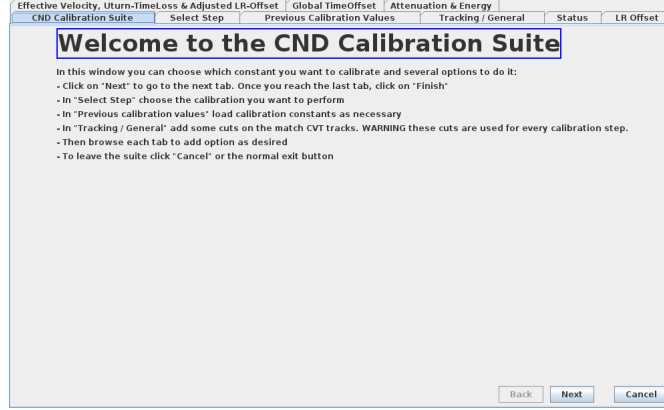 Effective Velocity, Uturn-TimeLoss & Adjusted LR-Offset Global TimeOffset Attenuation & Energy
CND Calibration Suite Select Step Previous Calibration Values Tracking / General Status LR Offset
Welcome to the CND Calibration Suite
In this window you can choose which constant you want to calibrate and several options to do it:
- Click on "Next" to go to the next tab. Once you reach the last tab, click on "Finish"
- In "Select Step" choose the calibration you want to perform
- In "Previous calibration values" load calibration constants as necessary
- In "Tracking / General" add some cuts on the match CVT tracks. WARNING these cuts are used for every calibration step.
- Then browse each tab to add option as desired
- To leave the suite click "Cancel" or the normal exit button
Back Next Cancel